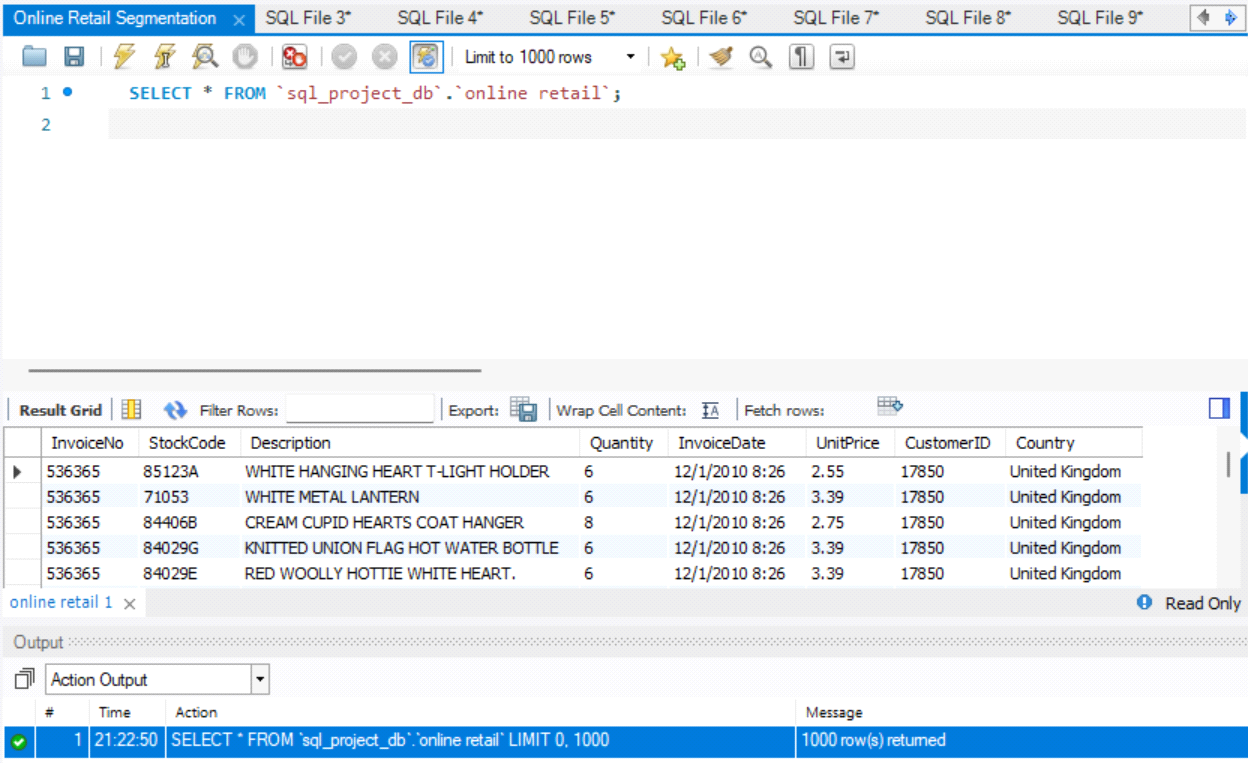 Online Retail Segmentation × SQL File 3* SQL File 4* SQL File 5* SQL File 6* SQL File 7* SQL File 8* SQL File 9*
Limit to 1000 rows
1 SELECT * FROM `sql_project_db`.`online retail`;
2
Result Grid Filter Rows: Export: Wrap Cell Content: IA Fetch rows:
InvoiceNo StockCode Description Quantity InvoiceDate UnitPrice CustomerID Country
536365 85123A WHITE HANGING HEART T-LIGHT HOLDER 6 12/1/2010 8:26 2.55 17850 United Kingdom
536365 71053 WHITE METAL LANTERN 6 12/1/2010 8:26 3.39 17850 United Kingdom
536365 84406B CREAM CUPID HEARTS COAT HANGER 8 12/1/2010 8:26 2.75 17850 United Kingdom
536365 84029G KNITTED UNION FLAG HOT WATER BOTTLE 6 12/1/2010 8:26 3.39 17850 United Kingdom
536365 84029E RED WOOLLY HOTTIE WHITE HEART. 6 12/1/2010 8:26 3.39 17850 United Kingdom
online retail 1 × Read Only
Output
Action Output
# Time Action Message
1 21:22:50 SELECT * FROM `sql_project_db`.`online retail` LIMIT 0, 1000 1000 row(s) returned